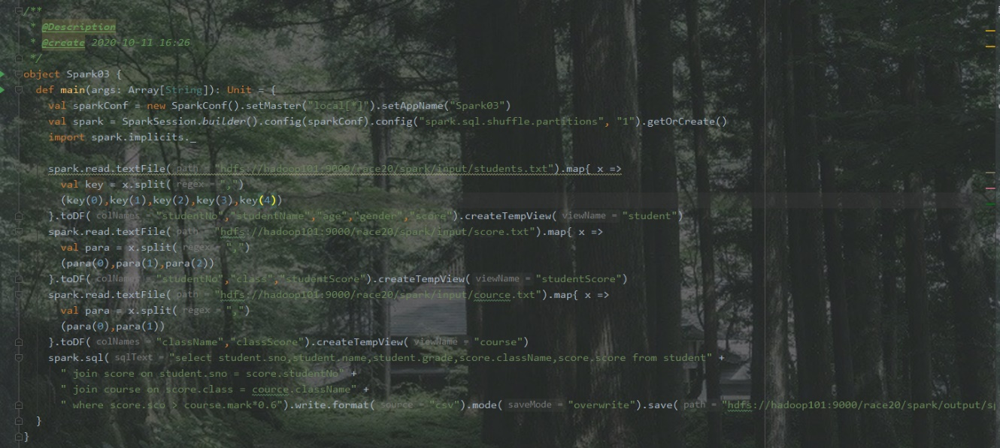 /**
 * @Description
 * @create 2020-10-11 16:26
 */
object Spark03 {
  def main(args: Array[String]): Unit = {
    val sparkConf = new SparkConf().setMaster("local[*]").setAppName("Spark03")
    val spark = SparkSession.builder().config(sparkConf).config("spark.sql.shuffle.partitions", "1").getOrCreate()
    import spark.implicits._
    spark.read.textFile( path = "hdfs://hadoop101:9000/race20/spark/input/students.txt").map{ x =>
      val key = x.split( regex = ",")
      (key(0),key(1),key(2),key(3),key(4))
    }.toDF( colNames = "studentNo","studentName","age","gender","score").createTempView( viewName = "student")
    spark.read.textFile( path = "hdfs://hadoop101:9000/race20/spark/input/score.txt").map{ x =>
      val para = x.split( regex = ",")
      (para(0),para(1),para(2))
    }.toDF( colNames = "studentNo","class","studentScore").createTempView( viewName = "studentScore")
    spark.read.textFile( path = "hdfs://hadoop101:9000/race20/spark/input/cource.txt").map{ x =>
      val para = x.split( regex = ",")
      (para(0),para(1))
    }.toDF( colNames = "className","classScore").createTempView( viewName = "course")
    spark.sql( sqlText = "select student.sno,student.name,student.grade,score.className,score.score from student" +
      " join score on student.sno = score.studentNo" +
      " join course on score.class = cource.className" +
      " where score.sco > course.mark*0.6").write.format( source = "csv").mode( saveMode = "overwrite").save( path = "hdfs://hadoop101:9000/race20/spark/output/s
  }
}